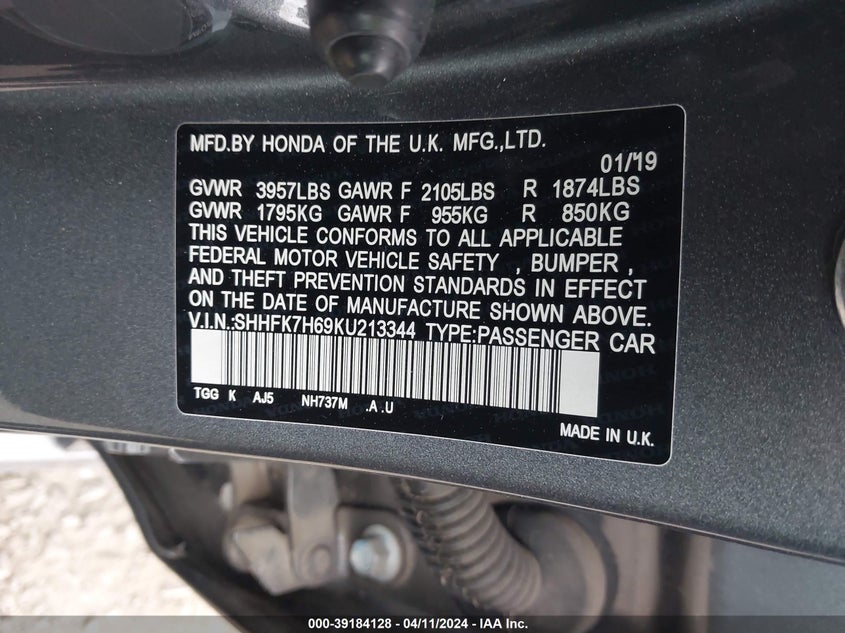 MFD.BY HONDA OF THE U.K. MFG.,LTD.
01/19
GVWR 3957LBS GAWR F 2105LBS R 1874LBS
GVWR 1795KG GAWR F 955KG R 850KG
THIS VEHICLE CONFORMS TO ALL APPLICABLE
FEDERAL MOTOR VEHICLE SAFETY , BUMPER ,
AND THEFT PREVENTION STANDARDS IN EFFECT
ON THE DATE OF MANUFACTURE SHOWN ABOVE.
V.I.N.:SHHFK7H69KU213344 TYPE:PASSENGER CAR
TGG K AJ5 NH737M .A .U
MADE IN U.K.
000-39184128 - 04/11/2024 - IAA Inc.